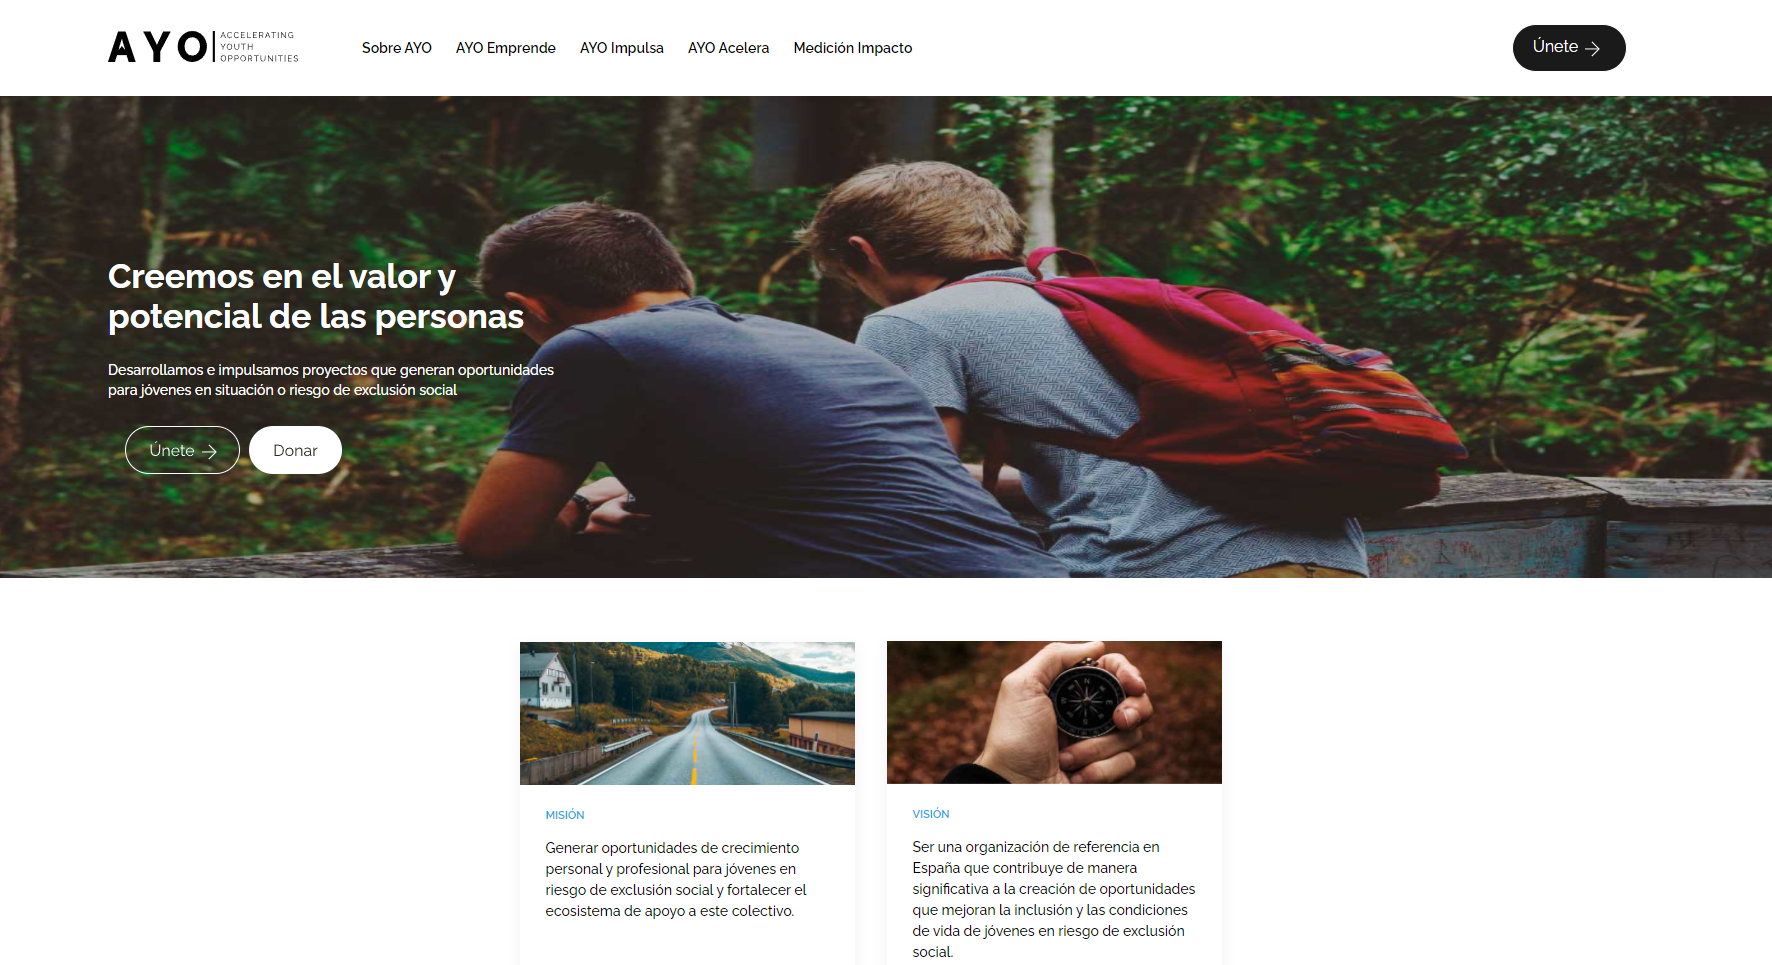 AYO
ACCELERATING
YOUTH
OPPORTUNITIES
Sobre AYO
AYO Emprende
AYO Impulsa
AYO Acelera
Medición Impacto
Únete
Creemos en el valor y
potencial de las personas
Desarrollamos e impulsamos proyectos que generan oportunidades
para jóvenes en situación o riesgo de exclusión social
Únete
Donar
MISIÓN
Generar oportunidades de crecimiento
personal y profesional para jóvenes en
riesgo de exclusión social y fortalecer el
ecosistema de apoyo a este colectivo.
VISIÓN
Ser una organización de referencia en
España que contribuye de manera
significativa a la creación de oportunidades
que mejoran la inclusión y las condiciones
de vida de jóvenes en riesgo de exclusión
social.